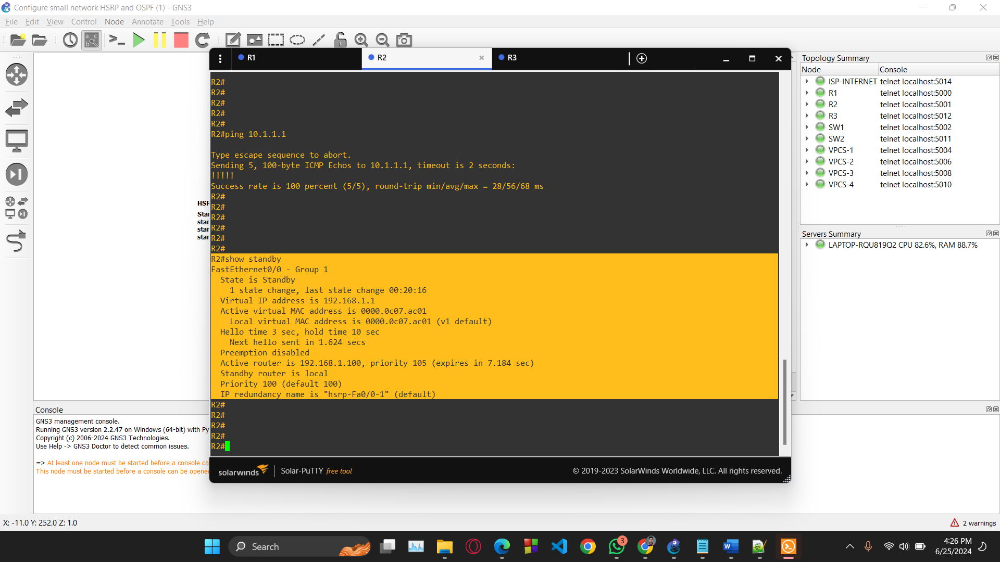 Configure small network HSRP and OSPF (1) - GNS3
File Edit View Control Node Annotate Tools Help
R1
R2
R3
R2#
R2#
R2#
R2#
R2#
R2#ping 10.1.1.1
Type escape sequence to abort.
Sending 5, 100-byte ICMP Echos to 10.1.1.1, timeout is 2 seconds:
!!!!!
Success rate is 100 percent (5/5), round-trip min/avg/max = 28/56/68 ms
R2#
R2#
R2#
R2#
R2#
R2#
R2#show standby
FastEthernet0/0 - Group 1
State is Standby
1 state change, last state change 00:20:16
Virtual IP address is 192.168.1.1
Active virtual MAC address is 0000.0c07.ac01
Local virtual MAC address is 0000.0c07.ac01 (v1 default)
Hello time 3 sec, hold time 10 sec
Next hello sent in 1.624 secs
Preemption disabled
Active router is 192.168.1.100, priority 105 (expires in 7.184 sec)
Standby router is local
Priority 100 (default 100)
IP redundancy name is "hsrp-Fa0/0-1" (default)
R2#
R2#
R2#
R2#
R2#
solarwinds Solar-PuTTY free tool
© 2019-2023 SolarWinds Worldwide, LLC. All rights reserved.
HSR
Star
star
star
star
Topology Summary
Node Console
ISP-INTERNET telnet localhost:5014
R1 telnet localhost:5000
R2 telnet localhost:5001
R3 telnet localhost:5012
SW1 telnet localhost:5002
SW2 telnet localhost:5011
VPCS-1 telnet localhost:5004
VPCS-2 telnet localhost:5006
VPCS-3 telnet localhost:5008
VPCS-4 telnet localhost:5010
Servers Summary
LAPTOP-RQU819Q2 CPU 82.6%, RAM 88.7%
Console
GNS3 management console.
Running GNS3 version 2.2.47 on Windows (64-bit) with Py
Copyright (c) 2006-2024 GNS3 Technologies.
Use Help -> GNS3 Doctor to detect common issues.
=> At least one node must be started before a console ca
This node must be started before a console can be opened
X: -11.0 Y: 252.0 Z: 1.0
2 warnings
Search
3
4:26 PM
6/25/2024